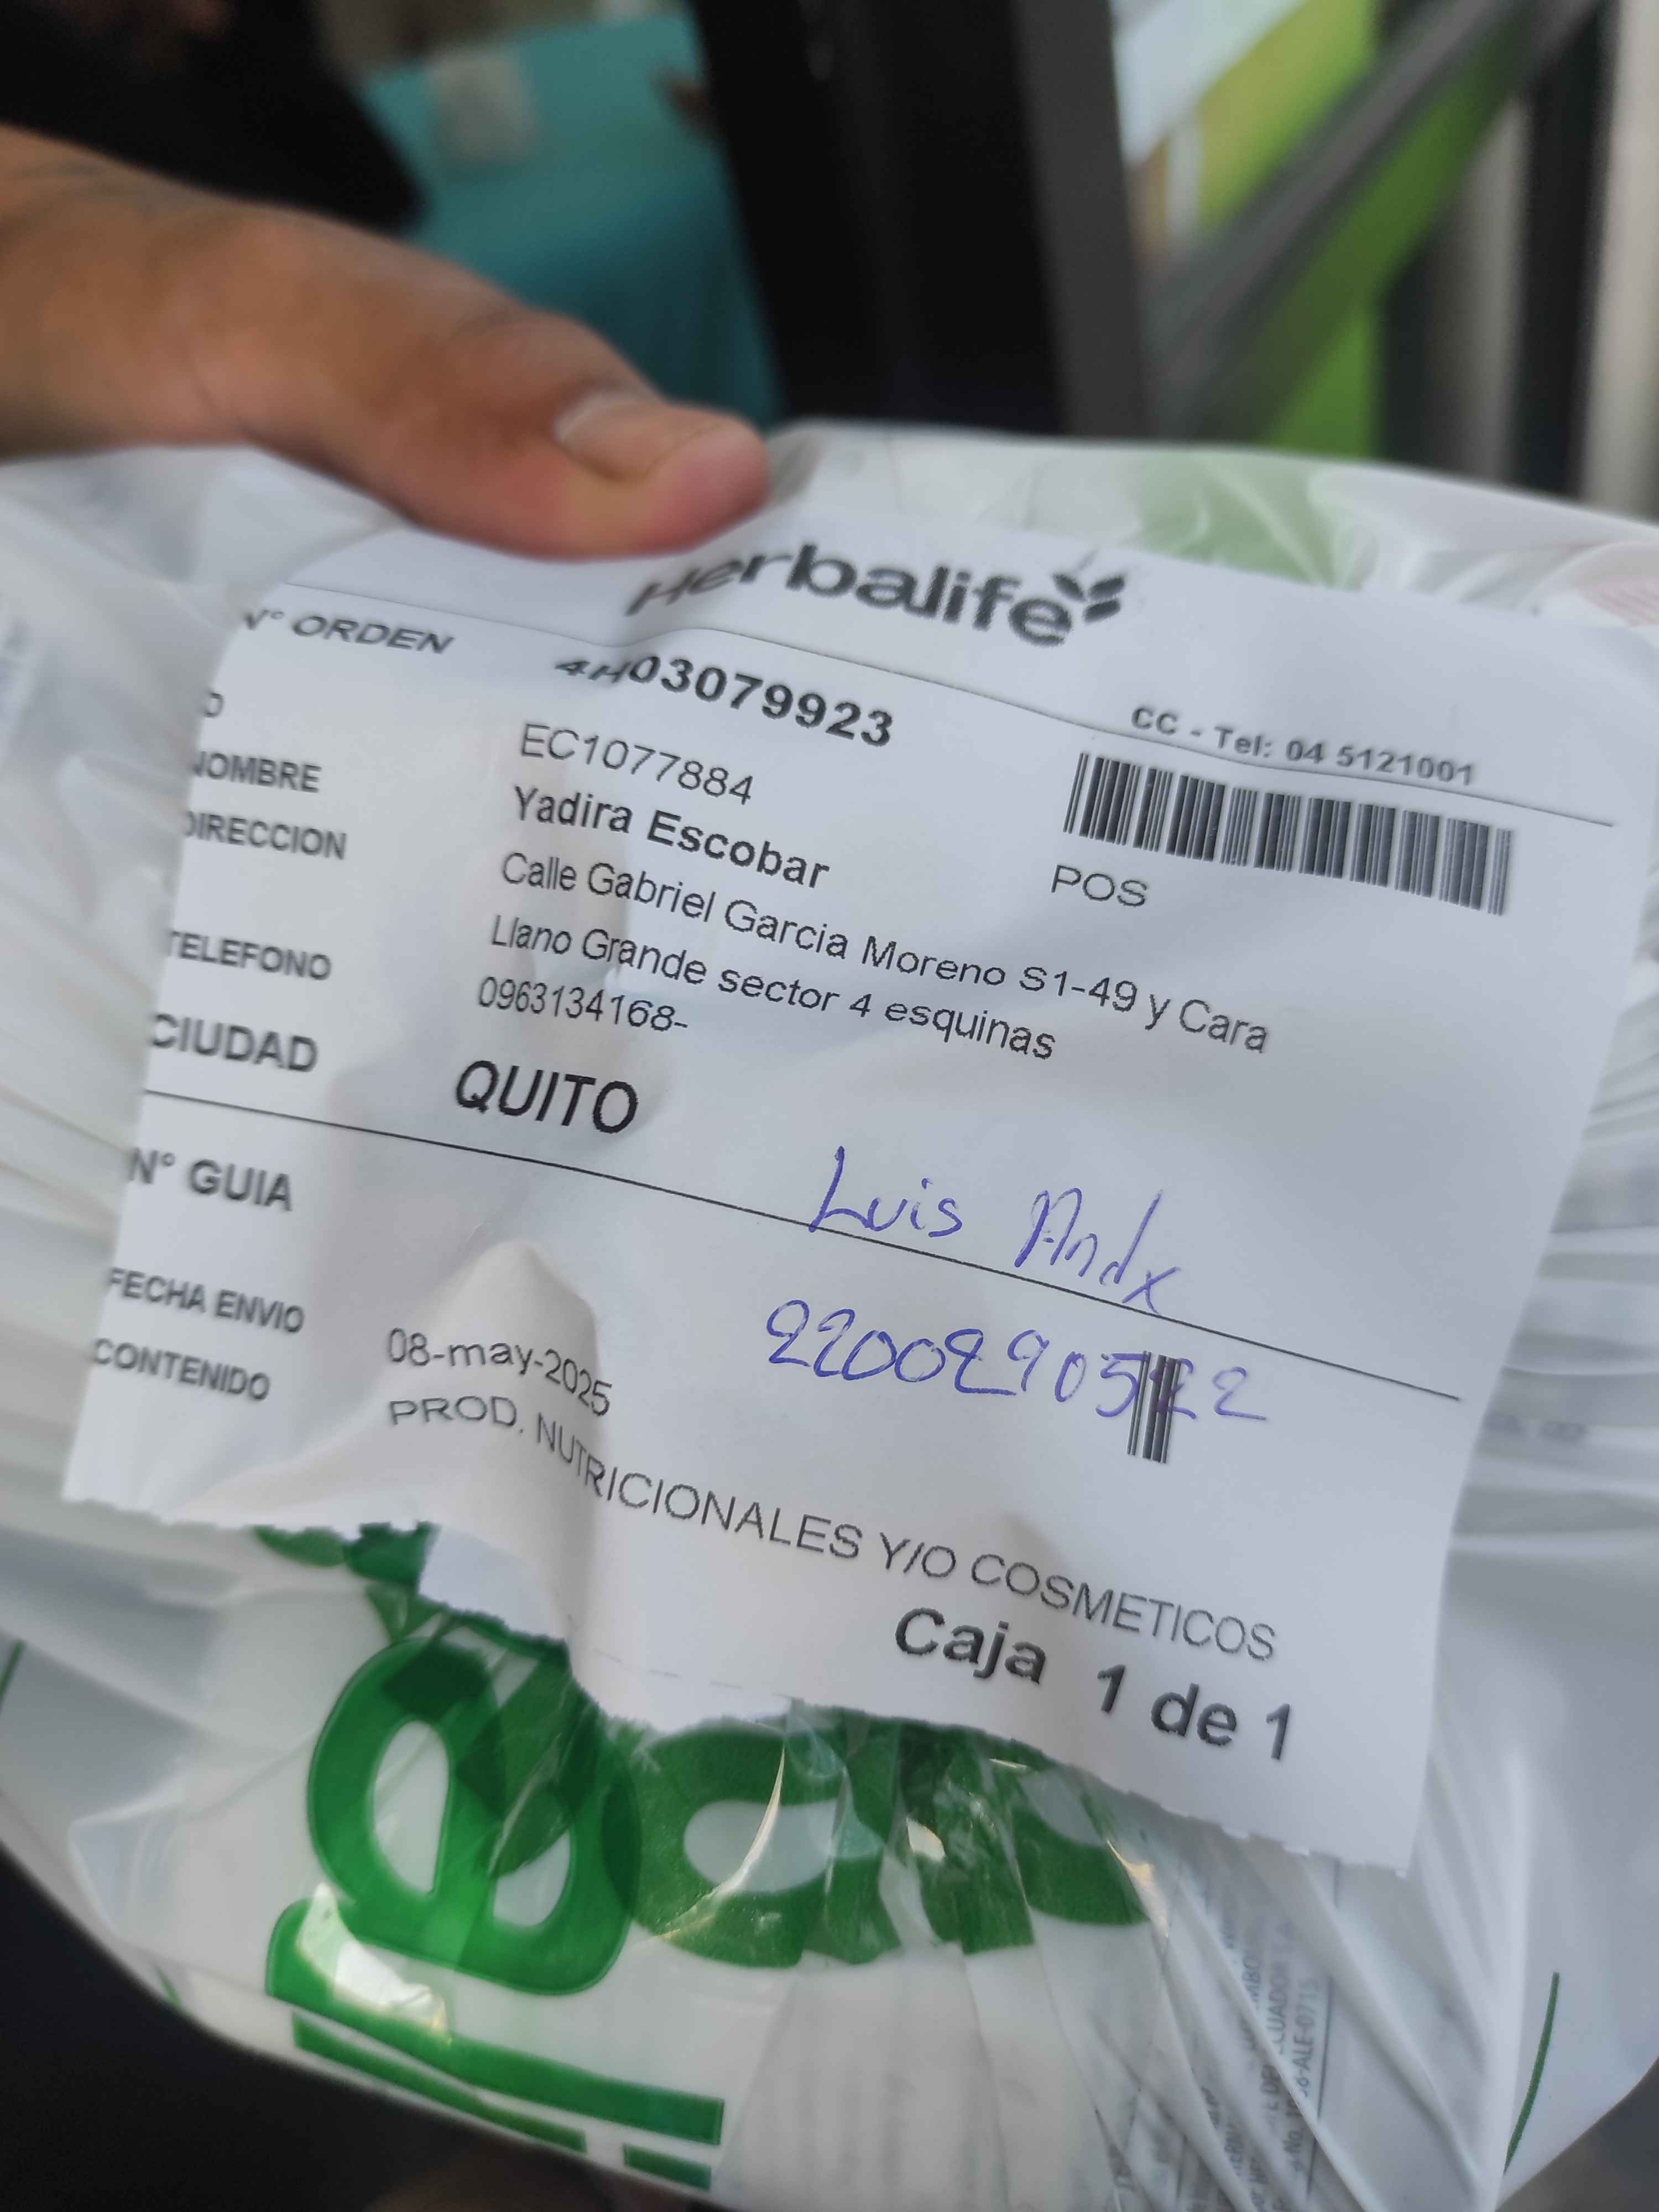 Herbalife
N° ORDEN 4H03079923
CC - Tel: 04 5121001
D EC1077884
NOMBRE Yadira Escobar
POS
DIRECCION Calle Gabriel Garcia Moreno S1-49 y Cara
Llano Grande sector 4 esquinas
TELEFONO 0963134168-
CIUDAD QUITO
Luis Andx
N° GUIA
2200290522
FECHA ENVIO 08-may-2025
CONTENIDO PROD. NUTRICIONALES Y/O COSMETICOS
Caja 1 de 1